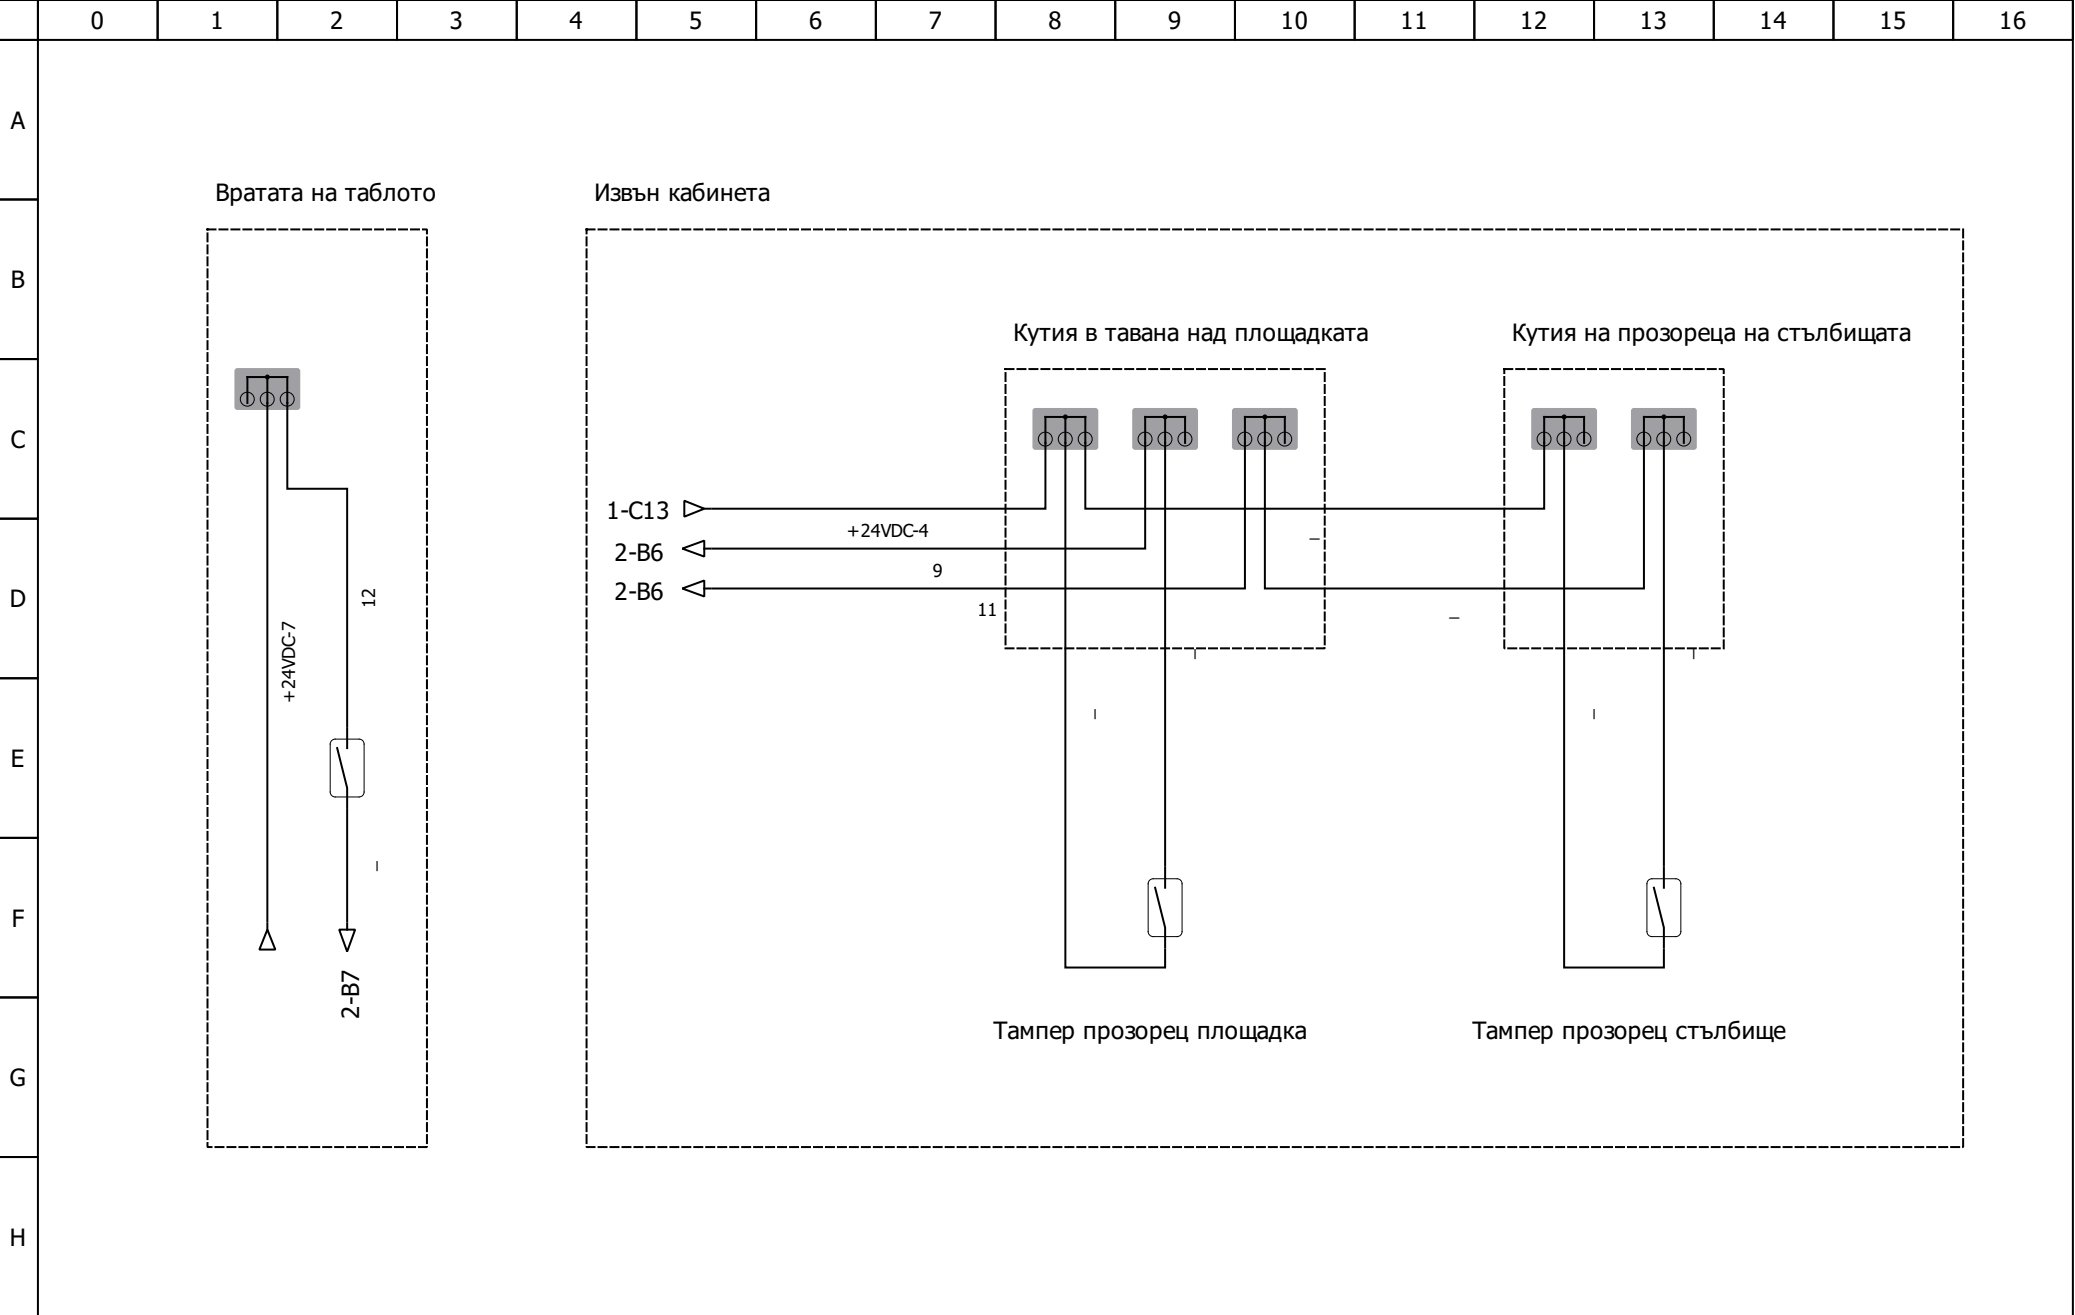 0 1 2 3 4 5 6 7 8 9 10 11 12 13 14 15 16
A
Вратата на таблото
Извън кабинета
B
Кутия в тавана над площадката
Кутия на прозореца на стълбищата
C
1-C13
+24VDC-4
2-B6
9
2-B6
D
12
11
+24VDC-7
E
F
2-B7
Тампер прозорец площадка
Тампер прозорец стълбище
G
H